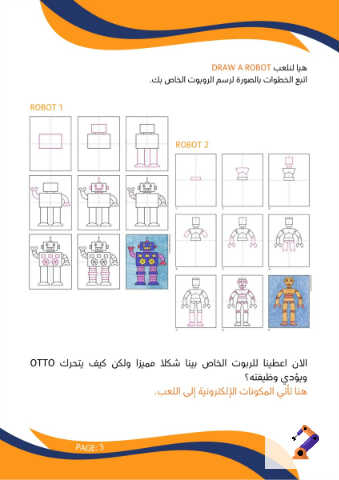 هيا لنلعب DRAW A ROBOT
اتبع الخطوات بالصورة لرسم الروبوت الخاص بك.
ROBOT 1
ROBOT 2
الان اعطينا للربوت الخاص بينا شكلا مميزا ولكن كيف يتحرك OTTO
ويؤدي وظيفته؟
هنا تأتي المكونات الإلكترونية إلى اللعب.
PAGE: 5